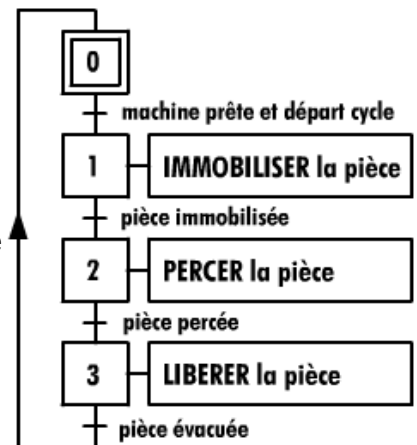 0
machine prête et départ cycle
1 IMMOBILISER la pièce
pièce immobilisée
2 PERCER la pièce
pièce percée
3 LIBERER la pièce
pièce évacuée